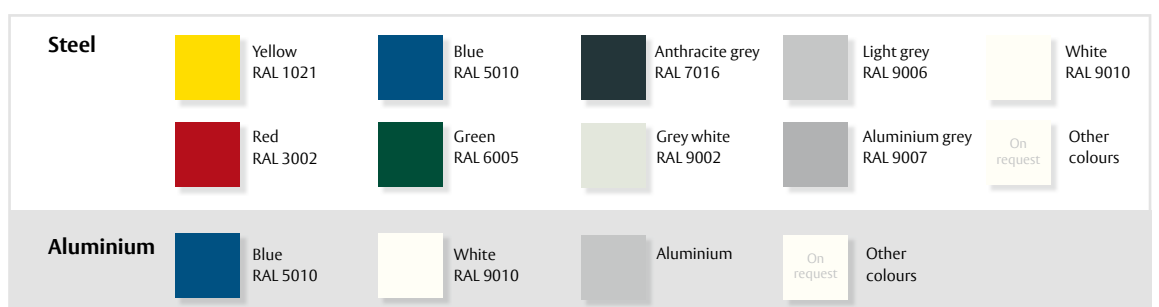 Steel
Yellow
RAL 1021
Blue
RAL 5010
Anthracite grey
RAL 7016
Light grey
RAL 9006
White
RAL 9010
Red
RAL 3002
Green
RAL 6005
Grey white
RAL 9002
Aluminium grey
RAL 9007
On
request
Other
colours
Aluminium
Blue
RAL 5010
White
RAL 9010
Aluminium
On
request
Other
colours